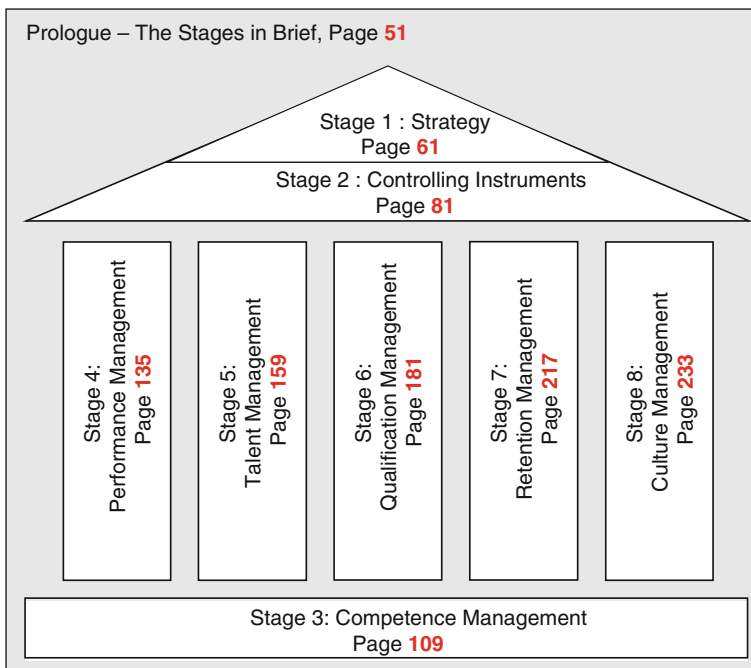 Prologue – The Stages in Brief, Page 51
Stage 1 : Strategy
Page 61
Stage 2 : Controlling Instruments
Page 81
Stage 4:
Performance Management
Page 135
Stage 5:
Talent Management
Page 159
Stage 6:
Qualification Management
Page 181
Stage 7:
Retention Management
Page 217
Stage 8:
Culture Management
Page 233
Stage 3: Competence Management
Page 109